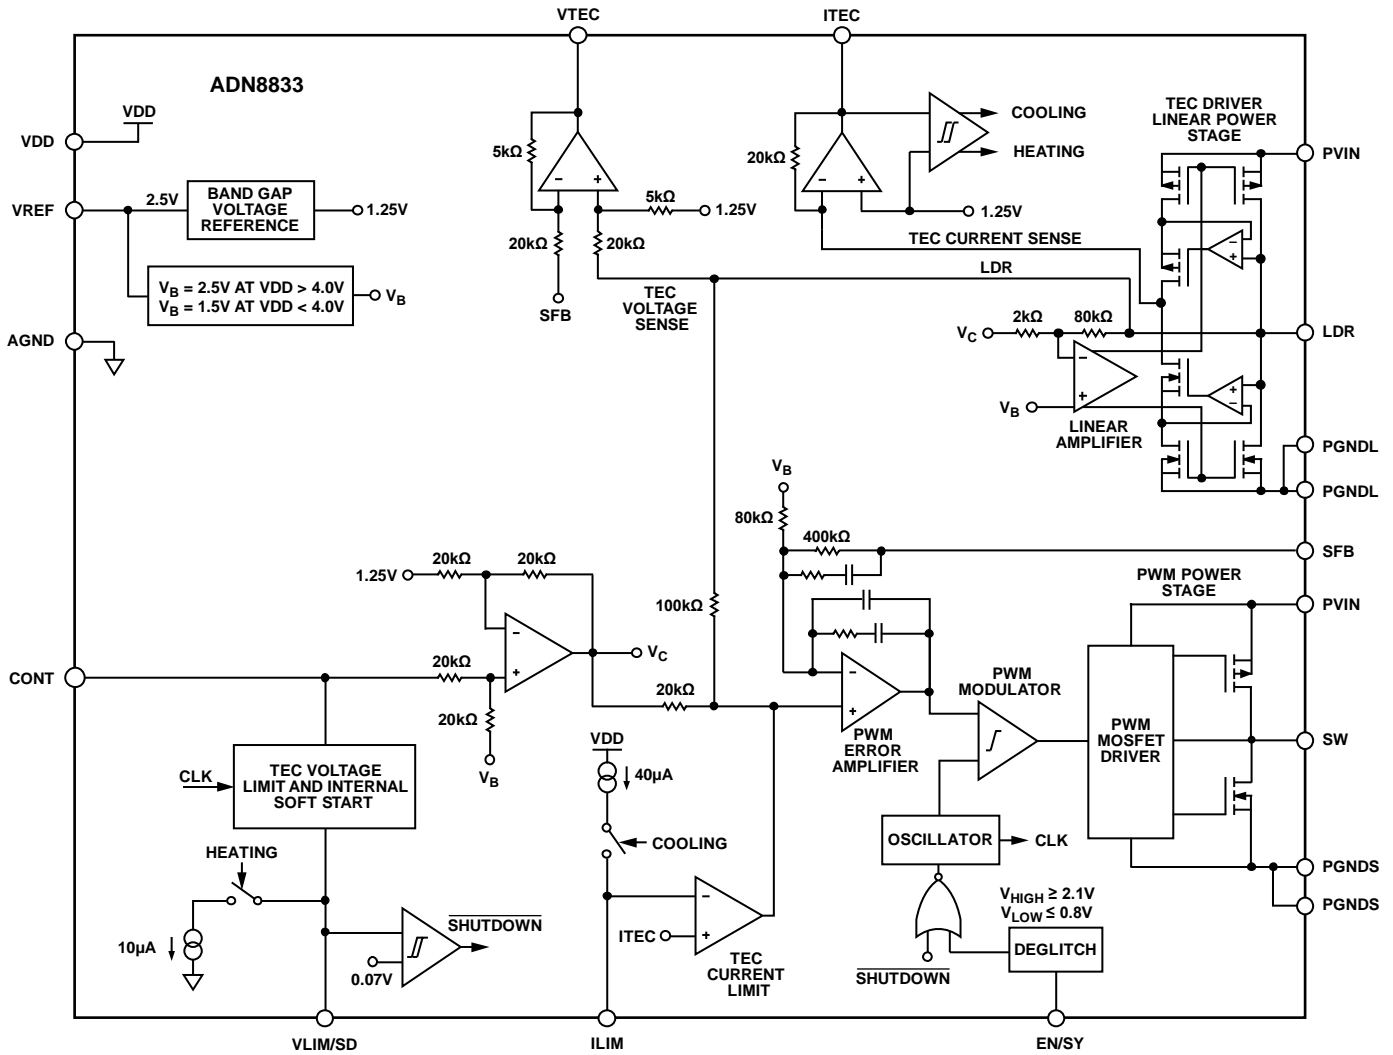 VTEC
ITEC
ADN8833
VDD
VDD
VREF
2.5V
BAND GAP
VOLTAGE
REFERENCE
1.25V
VB = 2.5V AT VDD > 4.0V
VB = 1.5V AT VDD < 4.0V
VB
AGND
5kΩ
–
+
5kΩ
1.25V
20kΩ
20kΩ
SFB
TEC
VOLTAGE
SENSE
20kΩ
–
+
COOLING
HEATING
1.25V
TEC CURRENT SENSE
LDR
TEC DRIVER
LINEAR POWER
STAGE
PVIN
–
+
VC
2kΩ
80kΩ
LDR
–
+
VB
LINEAR
AMPLIFIER
+
–
PGNDL
PGNDL
VB
80kΩ
400kΩ
SFB
1.25V
20kΩ
20kΩ
100kΩ
PWM POWER
STAGE
PVIN
–
+
VC
CONT
20kΩ
20kΩ
VB
20kΩ
–
+
PWM
ERROR
AMPLIFIER
PWM
MODULATOR
PWM
MOSFET
DRIVER
SW
CLK
TEC VOLTAGE
LIMIT AND INTERNAL
SOFT START
VDD
40µA
COOLING
OSCILLATOR
CLK
HEATING
10µA
SHUTDOWN
0.07V
–
+
ITEC
TEC
CURRENT
LIMIT
VHIGH ≥ 2.1V
VLOW ≤ 0.8V
DEGLITCH
SHUTDOWN
PGNDS
PGNDS
VLIM/SD
ILIM
EN/SY